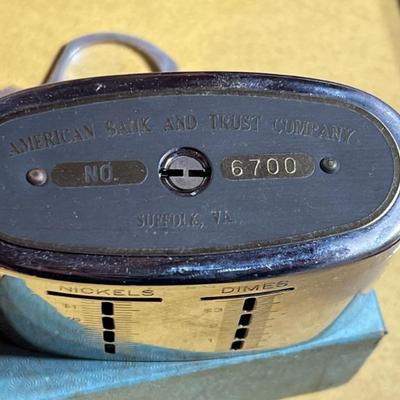 AMERICAN BANK AND TRUST COMPANY
NO. 6700
SUFFOLK, VA.
NICKELS DIMES